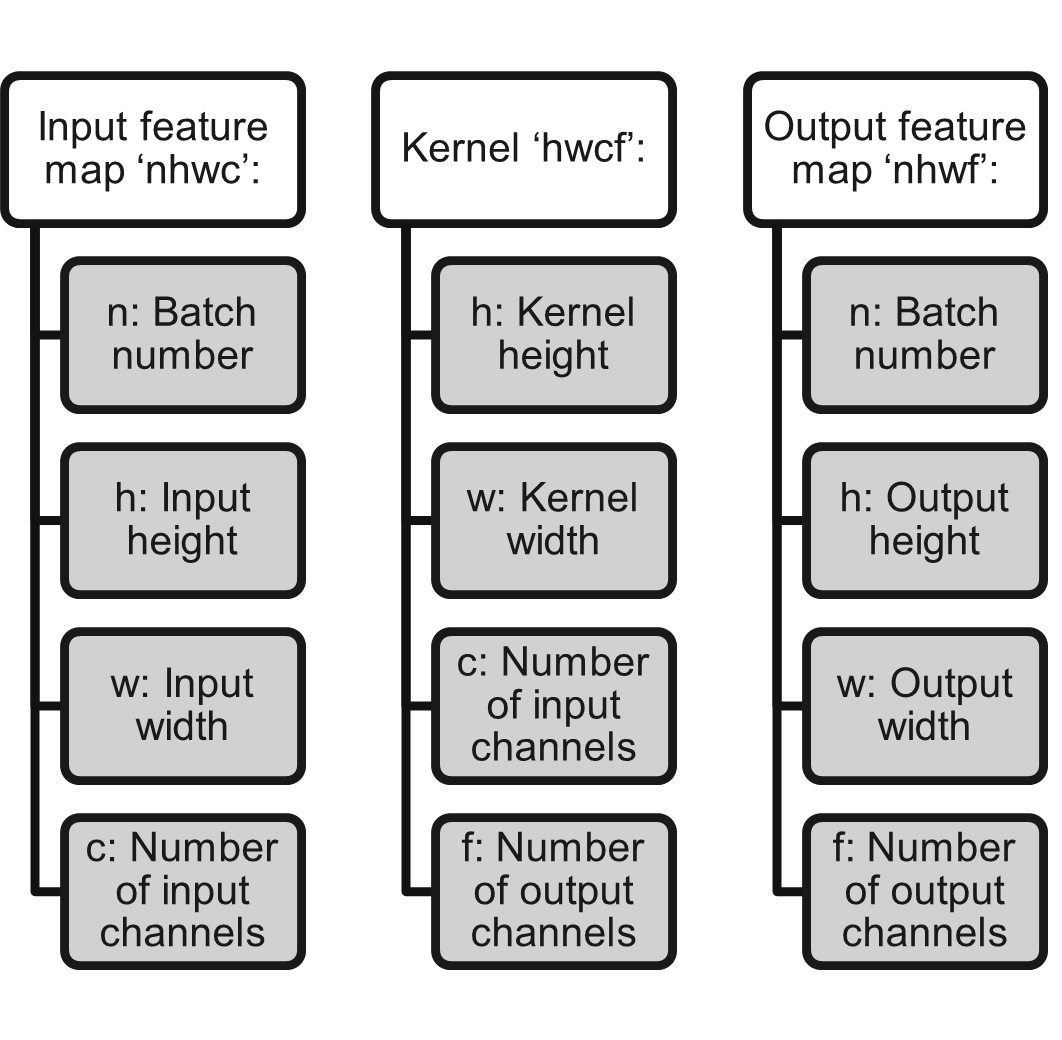 Input feature
map ‘nhwc’:
n: Batch
number
h: Input
height
w: Input
width
c: Number
of input
channels
Kernel ‘hwcf’:
h: Kernel
height
w: Kernel
width
c: Number
of input
channels
f: Number
of output
channels
Output feature
map ‘nhwf’:
n: Batch
number
h: Output
height
w: Output
width
f: Number
of output
channels